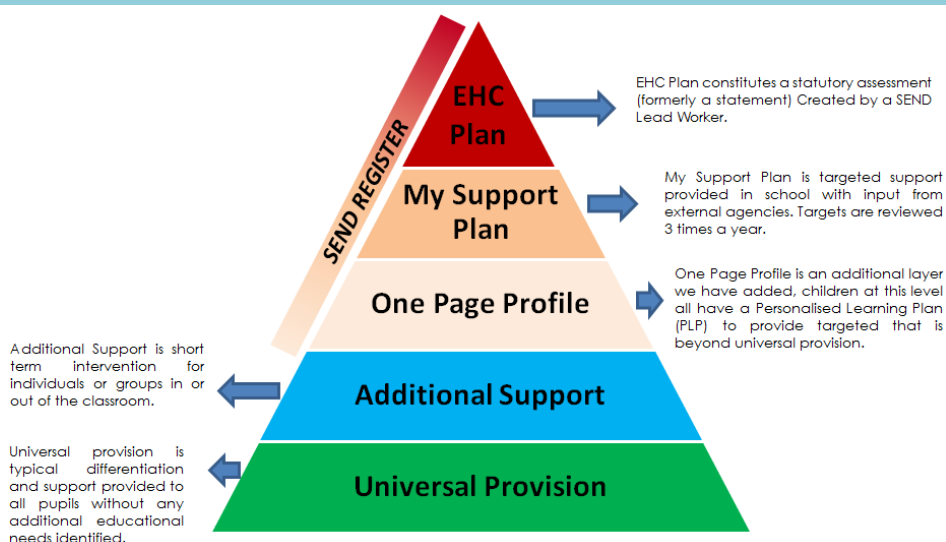 EHC
Plan
EHC Plan constitutes a statutory assessment
(formerly a statement) Created by a SEND
Lead Worker.
SEND REGISTER
My Support
Plan
My Support Plan is targeted support
provided in school with input from
external agencies. Targets are reviewed
3 times a year.
One Page Profile
One Page Profile is an additional layer
we have added, children at this level
all have a Personalised Learning Plan
(PLP) to provide targeted that is
beyond universal provision.
Additional Support is short
term intervention for
individuals or groups in or
out of the classroom.
Additional Support
Universal provision is
typical differentiation
and support provided to
all pupils without any
additional educational
needs identified.
Universal Provision